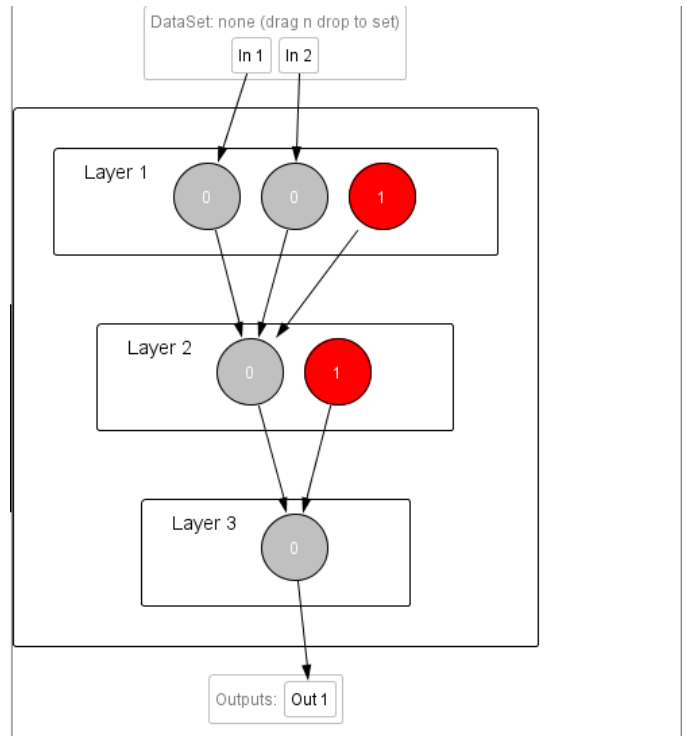 DataSet: none (drag n drop to set)
In 1 In 2
Layer 1 0 0 1
Layer 2 0 1
Layer 3 0
Outputs: Out 1